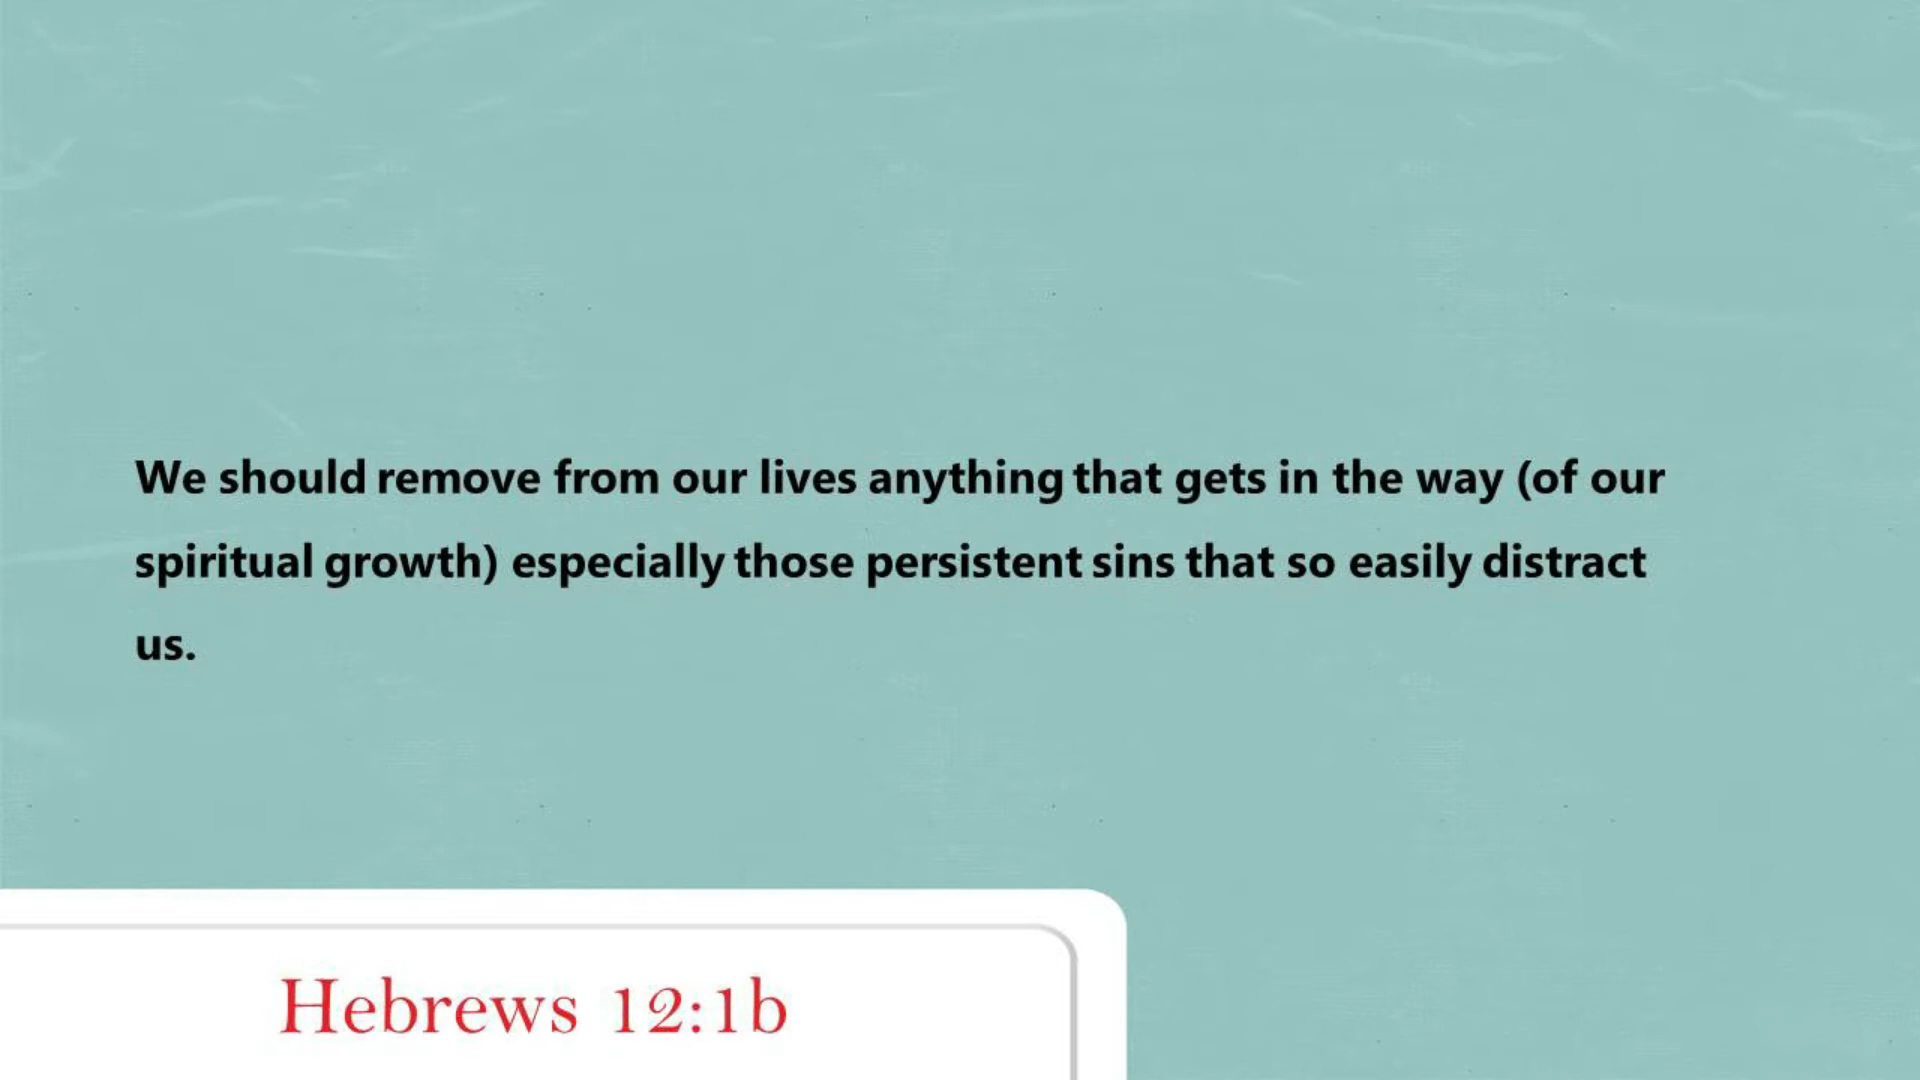 We should remove from our lives anything that gets in the way (of our
spiritual growth) especially those persistent sins that so easily distract
us.
Hebrews 12:1b